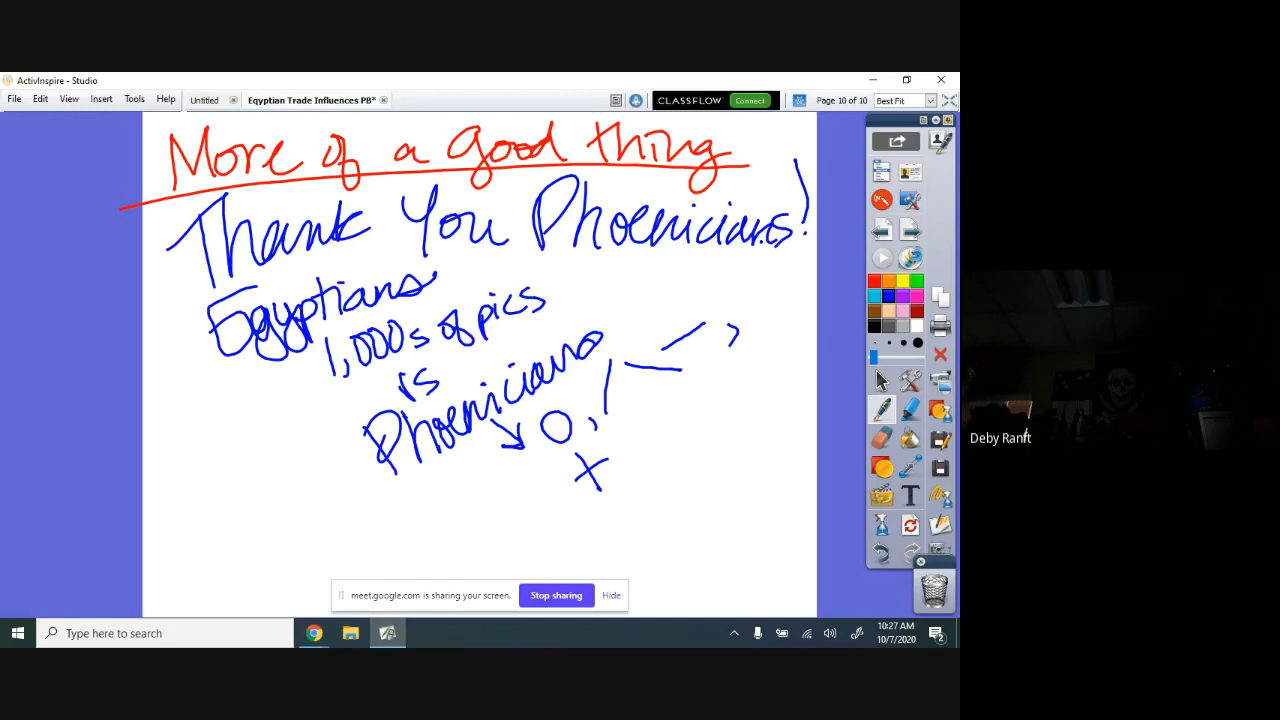 ActivInspire - Studio
File Edit View Insert Tools Help
Untitled
Egyptian Trade Influences PB*
CLASSFLOW Connect
Page 10 of 10
Best Fit
More of a good thing
Thank You Phoenicians!
Egyptians
1,000s of pics
Phoenicians
Deby Ranft
meet.google.com is sharing your screen.
Stop sharing
Hide
Type here to search
10:27 AM
10/7/2020
2